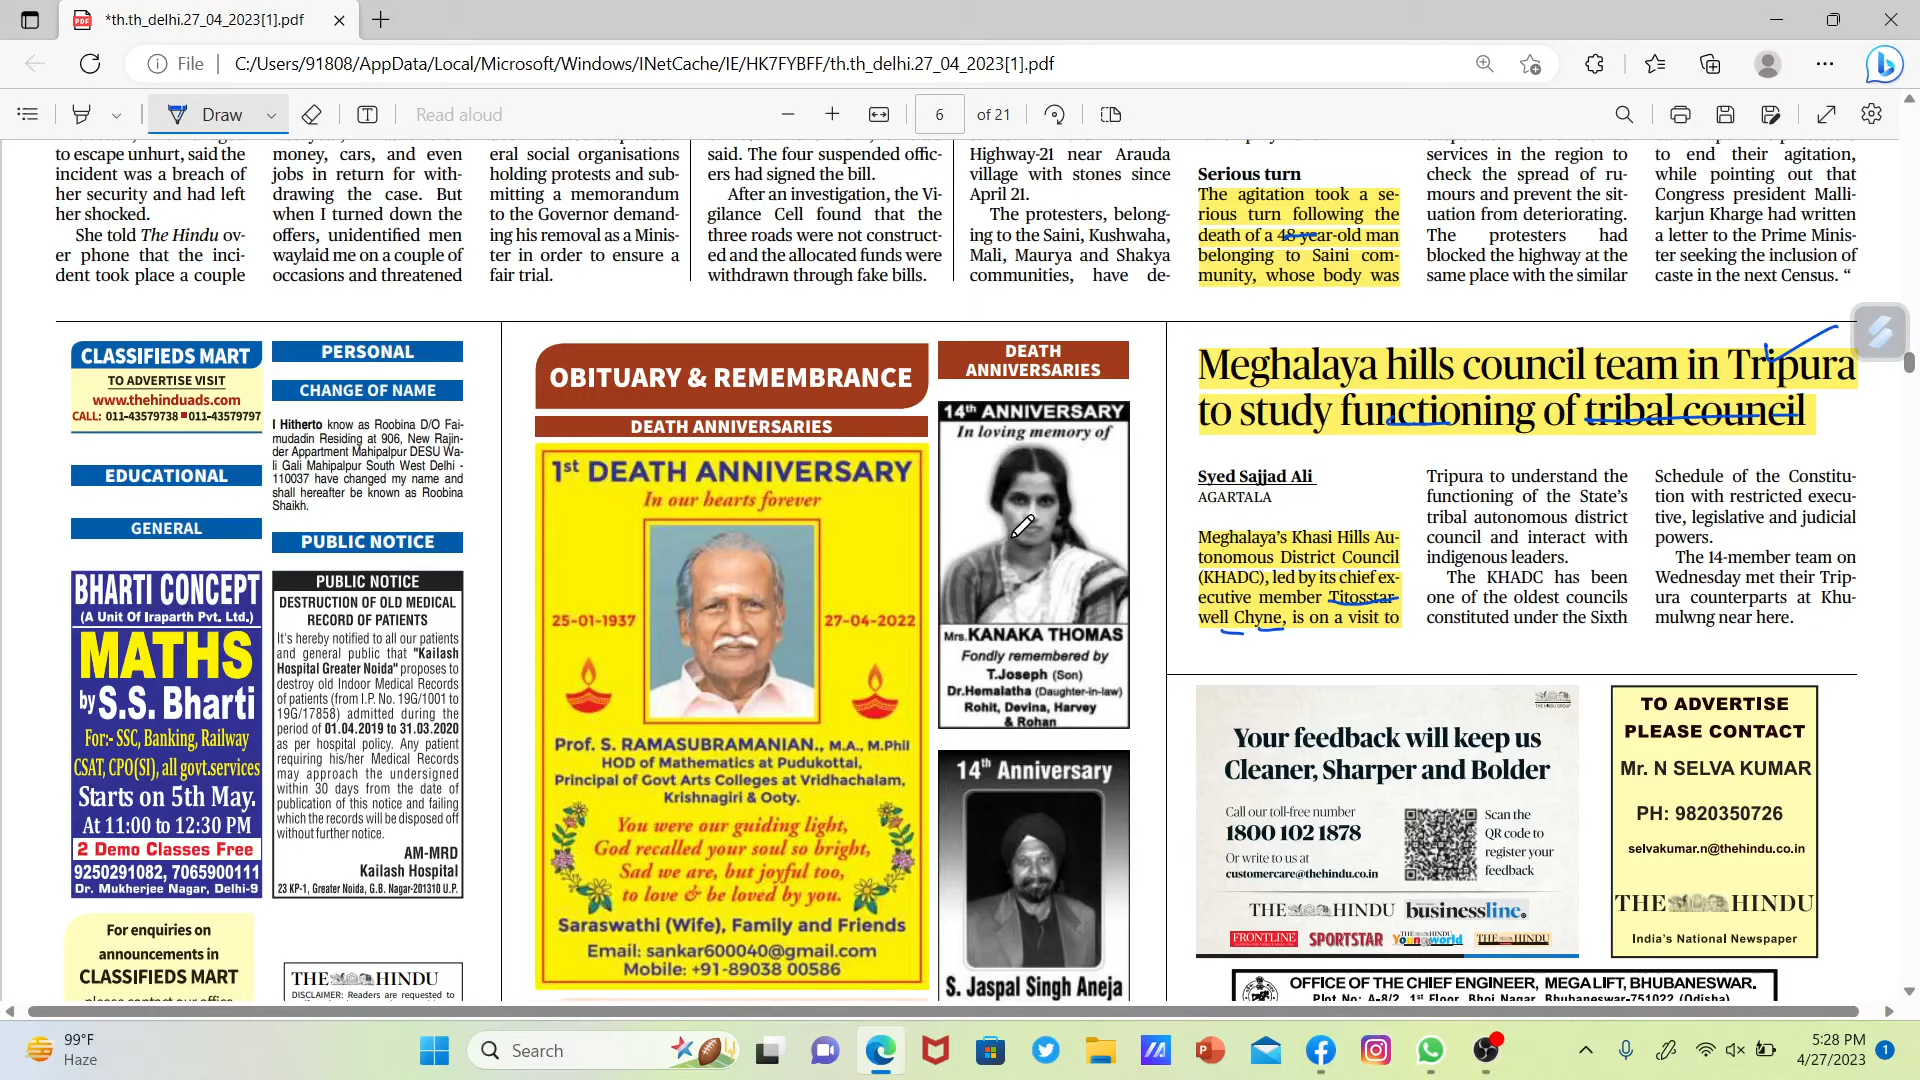 *th.th_delhi.27_04_2023[1].pdf
File
C:/Users/91808/AppData/Local/Microsoft/Windows/INetCache/IE/HK7FYBFF/th.th_delhi.27_04_2023[1].pdf
Draw
Read aloud
6
of 21
to escape unhurt, said the
incident was a breach of
her security and had left
her shocked.
She told The Hindu ov-
er phone that the inci-
dent took place a couple
money, cars, and even
jobs in return for with-
drawing the case. But
when I turned down the
offers, unidentified men
waylaid me on a couple of
occasions and threatened
eral social organisations
holding protests and sub-
mitting a memorandum
to the Governor demand-
ing his removal as a Minis-
ter in order to ensure a
fair trial.
said. The four suspended offic-
ers had signed the bill.
After an investigation, the Vi-
gilance Cell found that the
three roads were not construct-
ed and the allocated funds were
withdrawn through fake bills.
Highway-21 near Arauda
village with stones since
April 21.
The protesters, belong-
ing to the Saini, Kushwaha,
Mali, Maurya and Shakya
communities, have de-
Serious turn
The agitation took a se-
rious turn following the
death of a 48-year-old man
belonging to Saini com-
munity, whose body was
services in the region to
check the spread of ru-
mours and prevent the sit-
uation from deteriorating.
The protesters had
blocked the highway at the
same place with the similar
to end their agitation,
while pointing out that
Congress president Malli-
karjun Kharge had written
a letter to the Prime Minis-
ter seeking the inclusion of
caste in the next Census. “
CLASSIFIEDS MART
TO ADVERTISE VISIT
www.thehinduads.com
CALL: 011-43579738 ■ 011-43579797
EDUCATIONAL
GENERAL
BHARTI CONCEPT
(A Unit Of Iraparth Pvt. Ltd.)
MATHS
by S.S. Bharti
For:- SSC, Banking, Railway
CSAT, CPO(SI), all govt.services
Starts on 5th May.
At 11:00 to 12:30 PM
2 Demo Classes Free
9250291082, 7065900111
Dr. Mukherjee Nagar, Delhi-9
For enquiries on
announcements in
CLASSIFIEDS MART
PERSONAL
CHANGE OF NAME
I Hitherto know as Roobina D/O Fai-
mudadin Residing at 906, New Rajin-
der Appartment Mahipalpur DESU Wa-
li Gali Mahipalpur South West Delhi -
110037 have changed my name and
shall hereafter be known as Roobina
Shaikh.
PUBLIC NOTICE
PUBLIC NOTICE
DESTRUCTION OF OLD MEDICAL
RECORD OF PATIENTS
It's hereby notified to all our patients
and general public that "Kailash
Hospital Greater Noida" proposes to
destroy old Indoor Medical Records
of patients (from I.P. No. 19G/1001 to
19G/17858) admitted during the
period of 01.04.2019 to 31.03.2020
as per hospital policy. Any patient
requiring his/her Medical Records
may approach the undersigned
within 30 days from the date of
publication of this notice and failing
which the records will be disposed off
without further notice.
AM-MRD
Kailash Hospital
23 KP-1, Greater Noida, G.B. Nagar-201310 U.P.
THE HINDU
DISCLAIMER: Readers are requested to
OBITUARY & REMEMBRANCE
DEATH ANNIVERSARIES
1st DEATH ANNIVERSARY
In our hearts forever
25-01-1937
27-04-2022
Prof. S. RAMASUBRAMANIAN., M.A., M.Phil
HOD of Mathematics at Pudukottai,
Principal of Govt Arts Colleges at Vridhachalam,
Krishnagiri & Ooty.
You were our guiding light,
God recalled your soul so bright,
Sad we are, but joyful too,
to love & be loved by you.
Saraswathi (Wife), Family and Friends
Email: sankar600040@gmail.com
Mobile: +91-89038 00586
DEATH
ANNIVERSARIES
14th ANNIVERSARY
In loving memory of
Mrs. KANAKA THOMAS
Fondly remembered by
T.Joseph (Son)
Dr.Hemalatha (Daughter-in-law)
Rohit, Devina, Harvey
& Rohan
14th Anniversary
S. Jaspal Singh Aneja
Meghalaya hills council team in Tripura
to study functioning of tribal council
Syed Sajjad Ali
AGARTALA
Meghalaya’s Khasi Hills Au-
tonomous District Council
(KHADC), led by its chief ex-
ecutive member Titosstar-
well Chyne, is on a visit to
Tripura to understand the
functioning of the State’s
tribal autonomous district
council and interact with
indigenous leaders.
The KHADC has been
one of the oldest councils
constituted under the Sixth
Schedule of the Constitu-
tion with restricted execu-
tive, legislative and judicial
powers.
The 14-member team on
Wednesday met their Trip-
ura counterparts at Khu-
mulwng near here.
THE HINDU GROUP
Your feedback will keep us
Cleaner, Sharper and Bolder
Call our toll-free number
1800 102 1878
Or write to us at
customercare@thehindu.co.in
Scan the
QR code to
register your
feedback
THE HINDU businessline.
FRONTLINE SPORTSTAR Young world THE HINDU
TO ADVERTISE
PLEASE CONTACT
Mr. N SELVA KUMAR
PH: 9820350726
selvakumar.n@thehindu.co.in
THE HINDU
India’s National Newspaper
OFFICE OF THE CHIEF ENGINEER, MEGA LIFT, BHUBANESWAR.
Plot No: A-8/2, 1st Floor, Bhoi Nagar, Bhubaneswar-751022 (Odisha)
99°F
Haze
Search
5:28 PM
4/27/2023
1